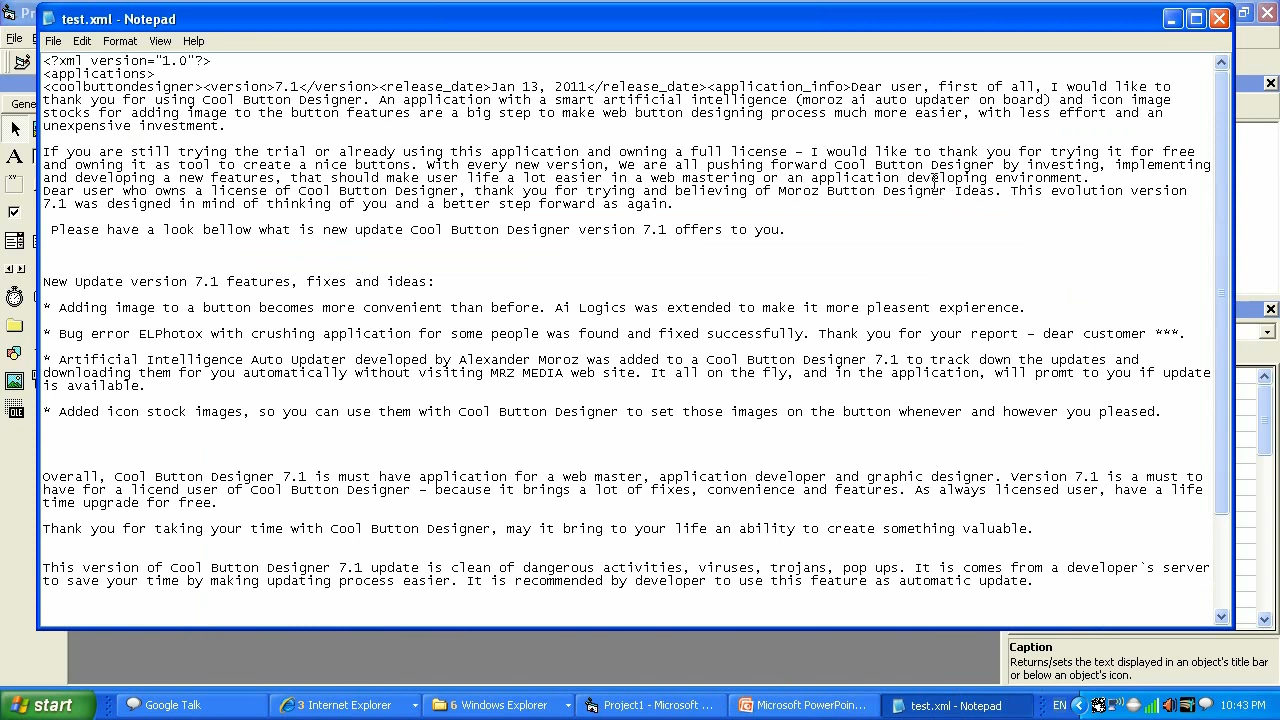 test.xml - Notepad
File Edit Format View Help
<?xml version="1.0"?>
<applications>
<coolbuttondesigner><version>7.1</version><release_date>Jan 13, 2011</release_date><application_info>Dear user, first of all, I would like to
thank you for using Cool Button Designer. An application with a smart artificial intelligence (moroz ai auto updater on board) and icon image
stocks for adding image to the button features are a big step to make web button designing process much more easier, with less effort and an
unexpensive investment.
If you are still trying the trial or already using this application and owning a full license - I would like to thank you for trying it for free
and owning it as tool to create a nice buttons. With every new version, We are all pushing forward Cool Button Designer by investing, implementing
and developing a new features, that should make user life a lot easier in a web mastering or an application developing environment.
Dear user who owns a license of Cool Button Designer, thank you for trying and believing of Moroz Button Designer Ideas. This evolution version
7.1 was designed in mind of thinking of you and a better step forward as again.
Please have a look bellow what is new update Cool Button Designer version 7.1 offers to you.
New Update version 7.1 features, fixes and ideas:
* Adding image to a button becomes more convenient than before. Ai Logics was extended to make it more pleasent expierence.
* Bug error ELPhotox with crushing application for some people - found and fixed successfully. Thank you for your report - dear customer ***.
* Artificial Intelligence Auto Updater developed by Alexander Moroz was added to a Cool Button Designer 7.1 to track down the updates and
downloading them for you automatically without visiting MRZ MEDIA web site. It all on the fly, and in the application, will promt to you if update
is available.
* Added icon stock images, so you can use them with Cool Button Designer to set those images on the button whenever and however you pleased.
Overall, Cool Button Designer 7.1 is must have application for a web master, application developer and graphic designer. Version 7.1 is a must to
have for a licend user of Cool Button Designer - because it brings a lot of fixes, convenience and features. As always licensed user, have a life
time upgrade for free.
Thank you for taking your time with Cool Button Designer, may it bring to your life an ability to create something valuable.
This version of Cool Button Designer 7.1 update is clean of dangerous activities, viruses, trojans, pop ups. It is comes from a developer`s server
to save your time by making updating process easier. It is recommended by developer to use this feature as automatic update.
File
Gene
A
Caption
Returns/sets the text displayed in an object's title bar
or below an object's icon.
start
Google Talk
3 Internet Explorer
6 Windows Explorer
Project1 - Microsoft ...
Microsoft PowerPoin...
test.xml - Notepad
EN
10:43 PM